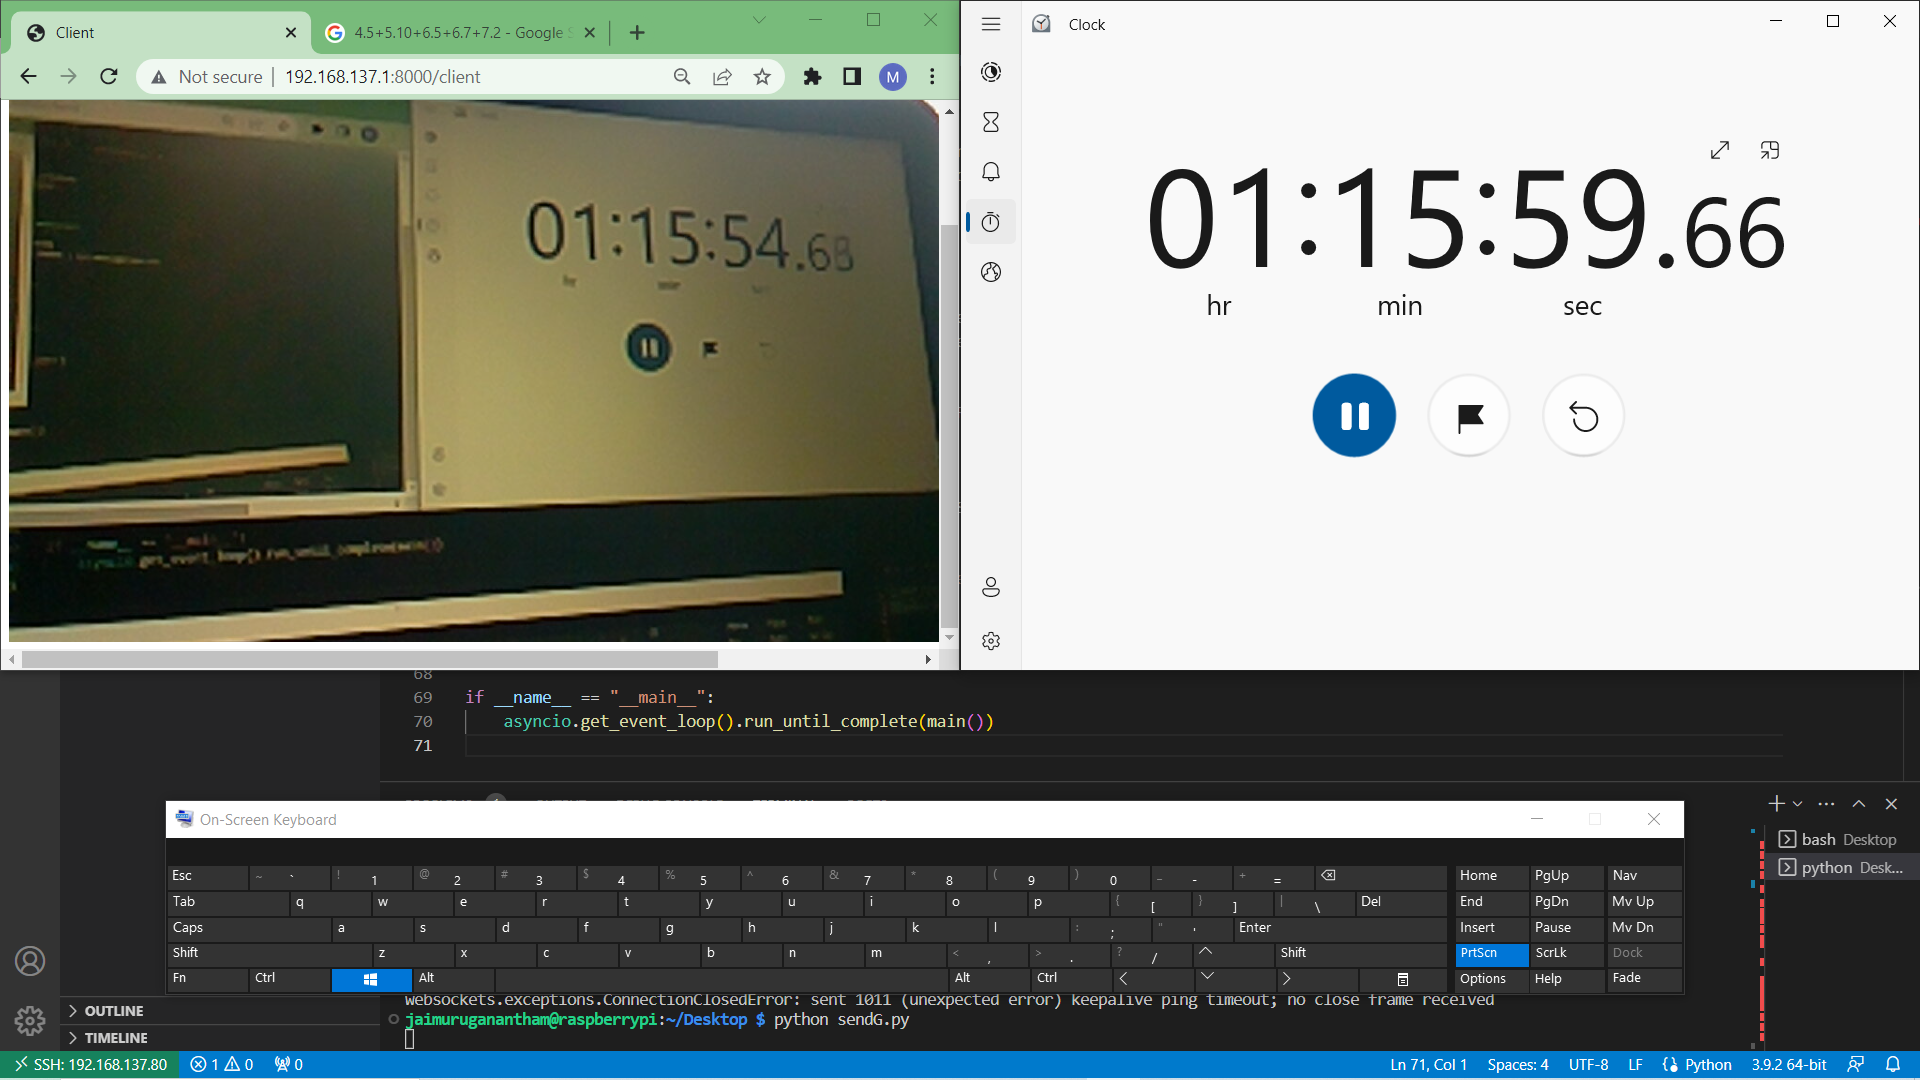 Client
4.5+5.10+6.5+6.7+7.2 - Google S
Not secure
192.168.137.1:8000/client
M
01:15:54.68
hr
Clock
01:15:59.66
hr min sec
68
69 if __name__ == "__main__":
70 asyncio.get_event_loop().run_until_complete(main())
71
On-Screen Keyboard
Esc ~ ` ! 1 @ 2 # 3 $ 4 % 5 ^ 6 & 7 * 8 ( 9 ) 0 _ - + = Home PgUp Nav
Tab q w e r t y u i o p { [ } ] | \ Del End PgDn Mv Up
Caps a s d f g h j k l : ; " ' Enter Insert Pause Mv Dn
Shift z x c v b n m < , > . ? / Shift PrtScn ScrLk Dock
Fn Ctrl Alt Alt Ctrl Options Help Fade
bash Desktop
python Desk...
websockets.exceptions.ConnectionClosedError: sent 1011 (unexpected error) keepalive ping timeout; no close frame received
jaimuruganantham@raspberrypi:~/Desktop $ python sendG.py
OUTLINE
TIMELINE
SSH: 192.168.137.80 1 0 0 Ln 71, Col 1 Spaces: 4 UTF-8 LF Python 3.9.2 64-bit